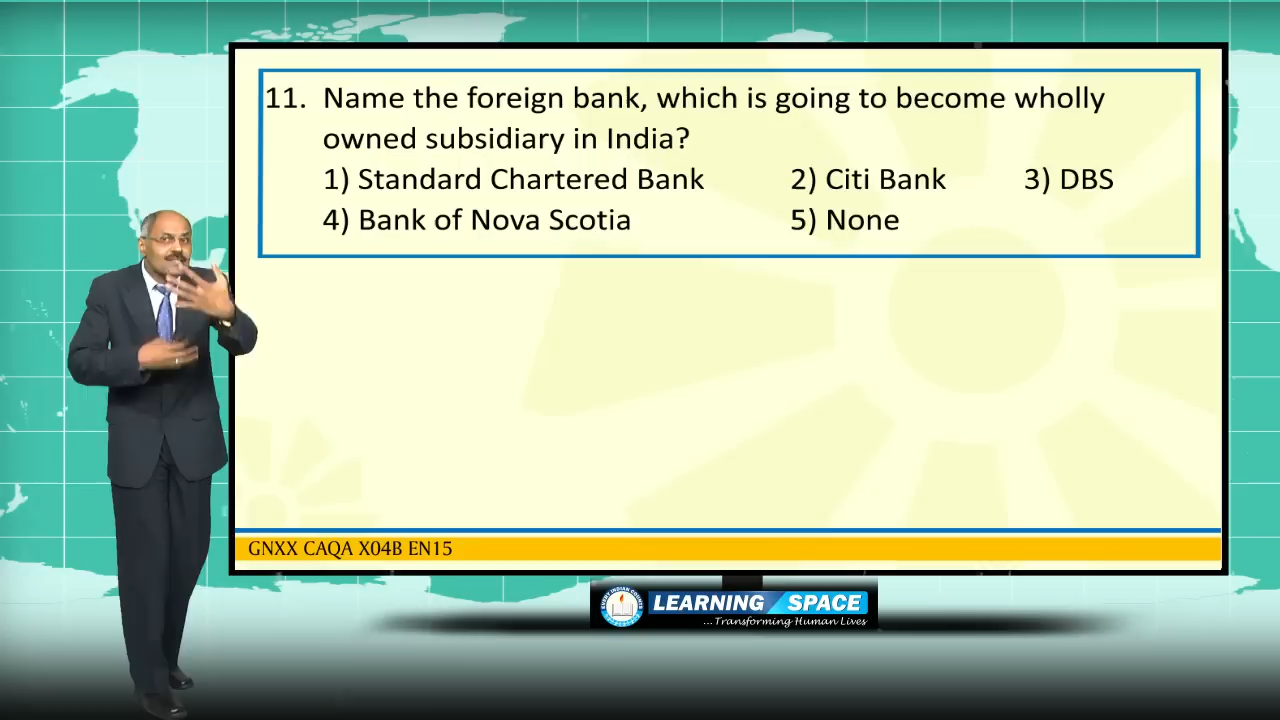 11. Name the foreign bank, which is going to become wholly
owned subsidiary in India?
1) Standard Chartered Bank 2) Citi Bank 3) DBS
4) Bank of Nova Scotia 5) None
GNXX CAQA X04B EN15
LEARNING SPACE
...Transforming Human Lives